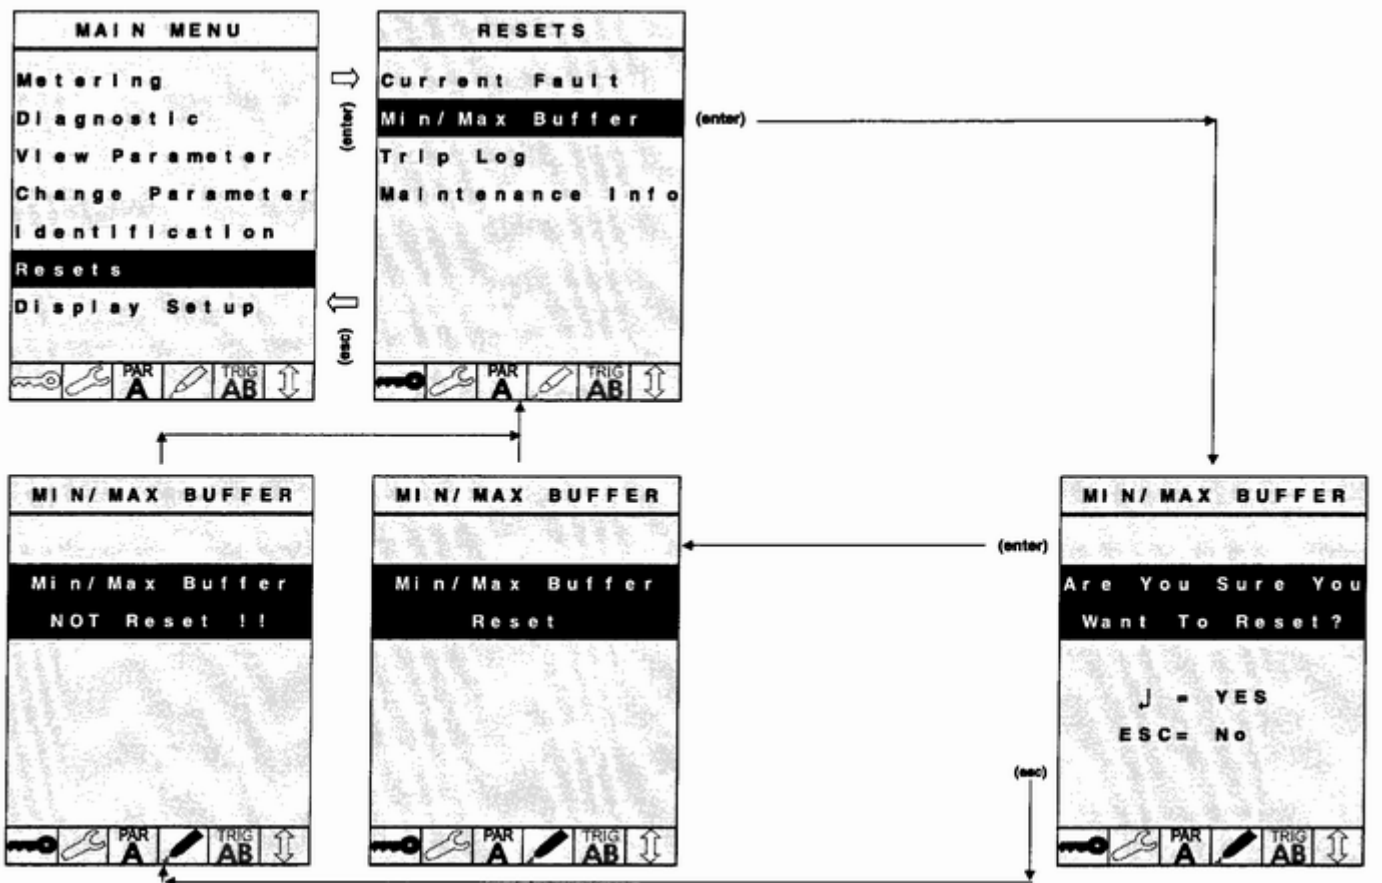 MAIN MENU
Metering
Diagnostic
View Parameter
Change Parameter
Identification
Resets
Display Setup
PAR
A
TRIG
AB
(enter)
(esc)
RESETS
Current Fault
Min/Max Buffer
Trip Log
Maintenance Info
PAR
A
TRIG
AB
(enter)
MIN/MAX BUFFER
Min/Max Buffer
NOT Reset !!
PAR
A
TRIG
AB
MIN/MAX BUFFER
Min/Max Buffer
Reset
PAR
A
TRIG
AB
(enter)
(esc)
MIN/MAX BUFFER
Are You Sure You
Want To Reset?
↲ = YES
ESC= No
PAR
A
TRIG
AB